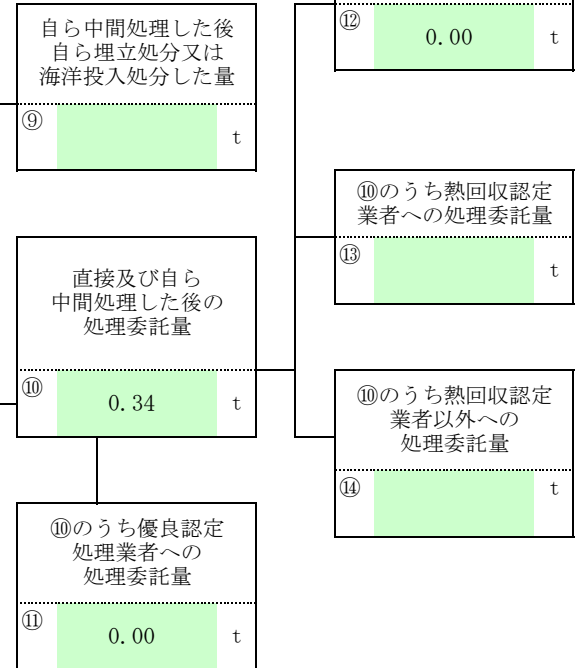 自ら中間処理した後
自ら埋立処分又は
海洋投入処分した量
⑨
t
直接及び自ら
中間処理した後の
処理委託量
⑩
0.34 t
⑩のうち優良認定
処理業者への
処理委託量
⑪
0.00 t
⑫
0.00 t
⑩のうち熱回収認定
業者への処理委託量
⑬
t
⑩のうち熱回収認定
業者以外への
処理委託量
⑭
t